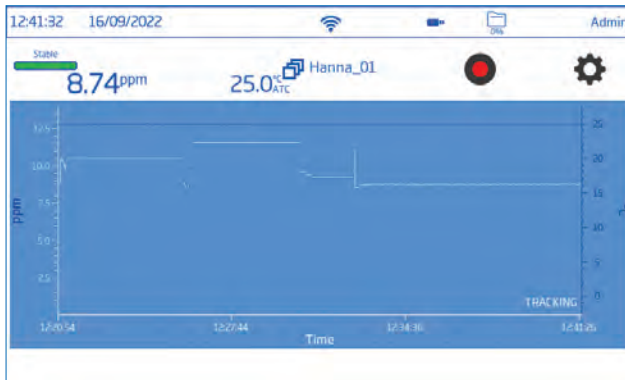 12:41:32 16/09/2022 0% Admin
Stable
8.74ppm 25.0°C ATC Hanna_01
12.5 25
10.0 20
7.5 15
ppm
5.0 10
2.5 5
0
TRACKING
12:20:54 12:27:44 12:34:36 12:41:26
Time